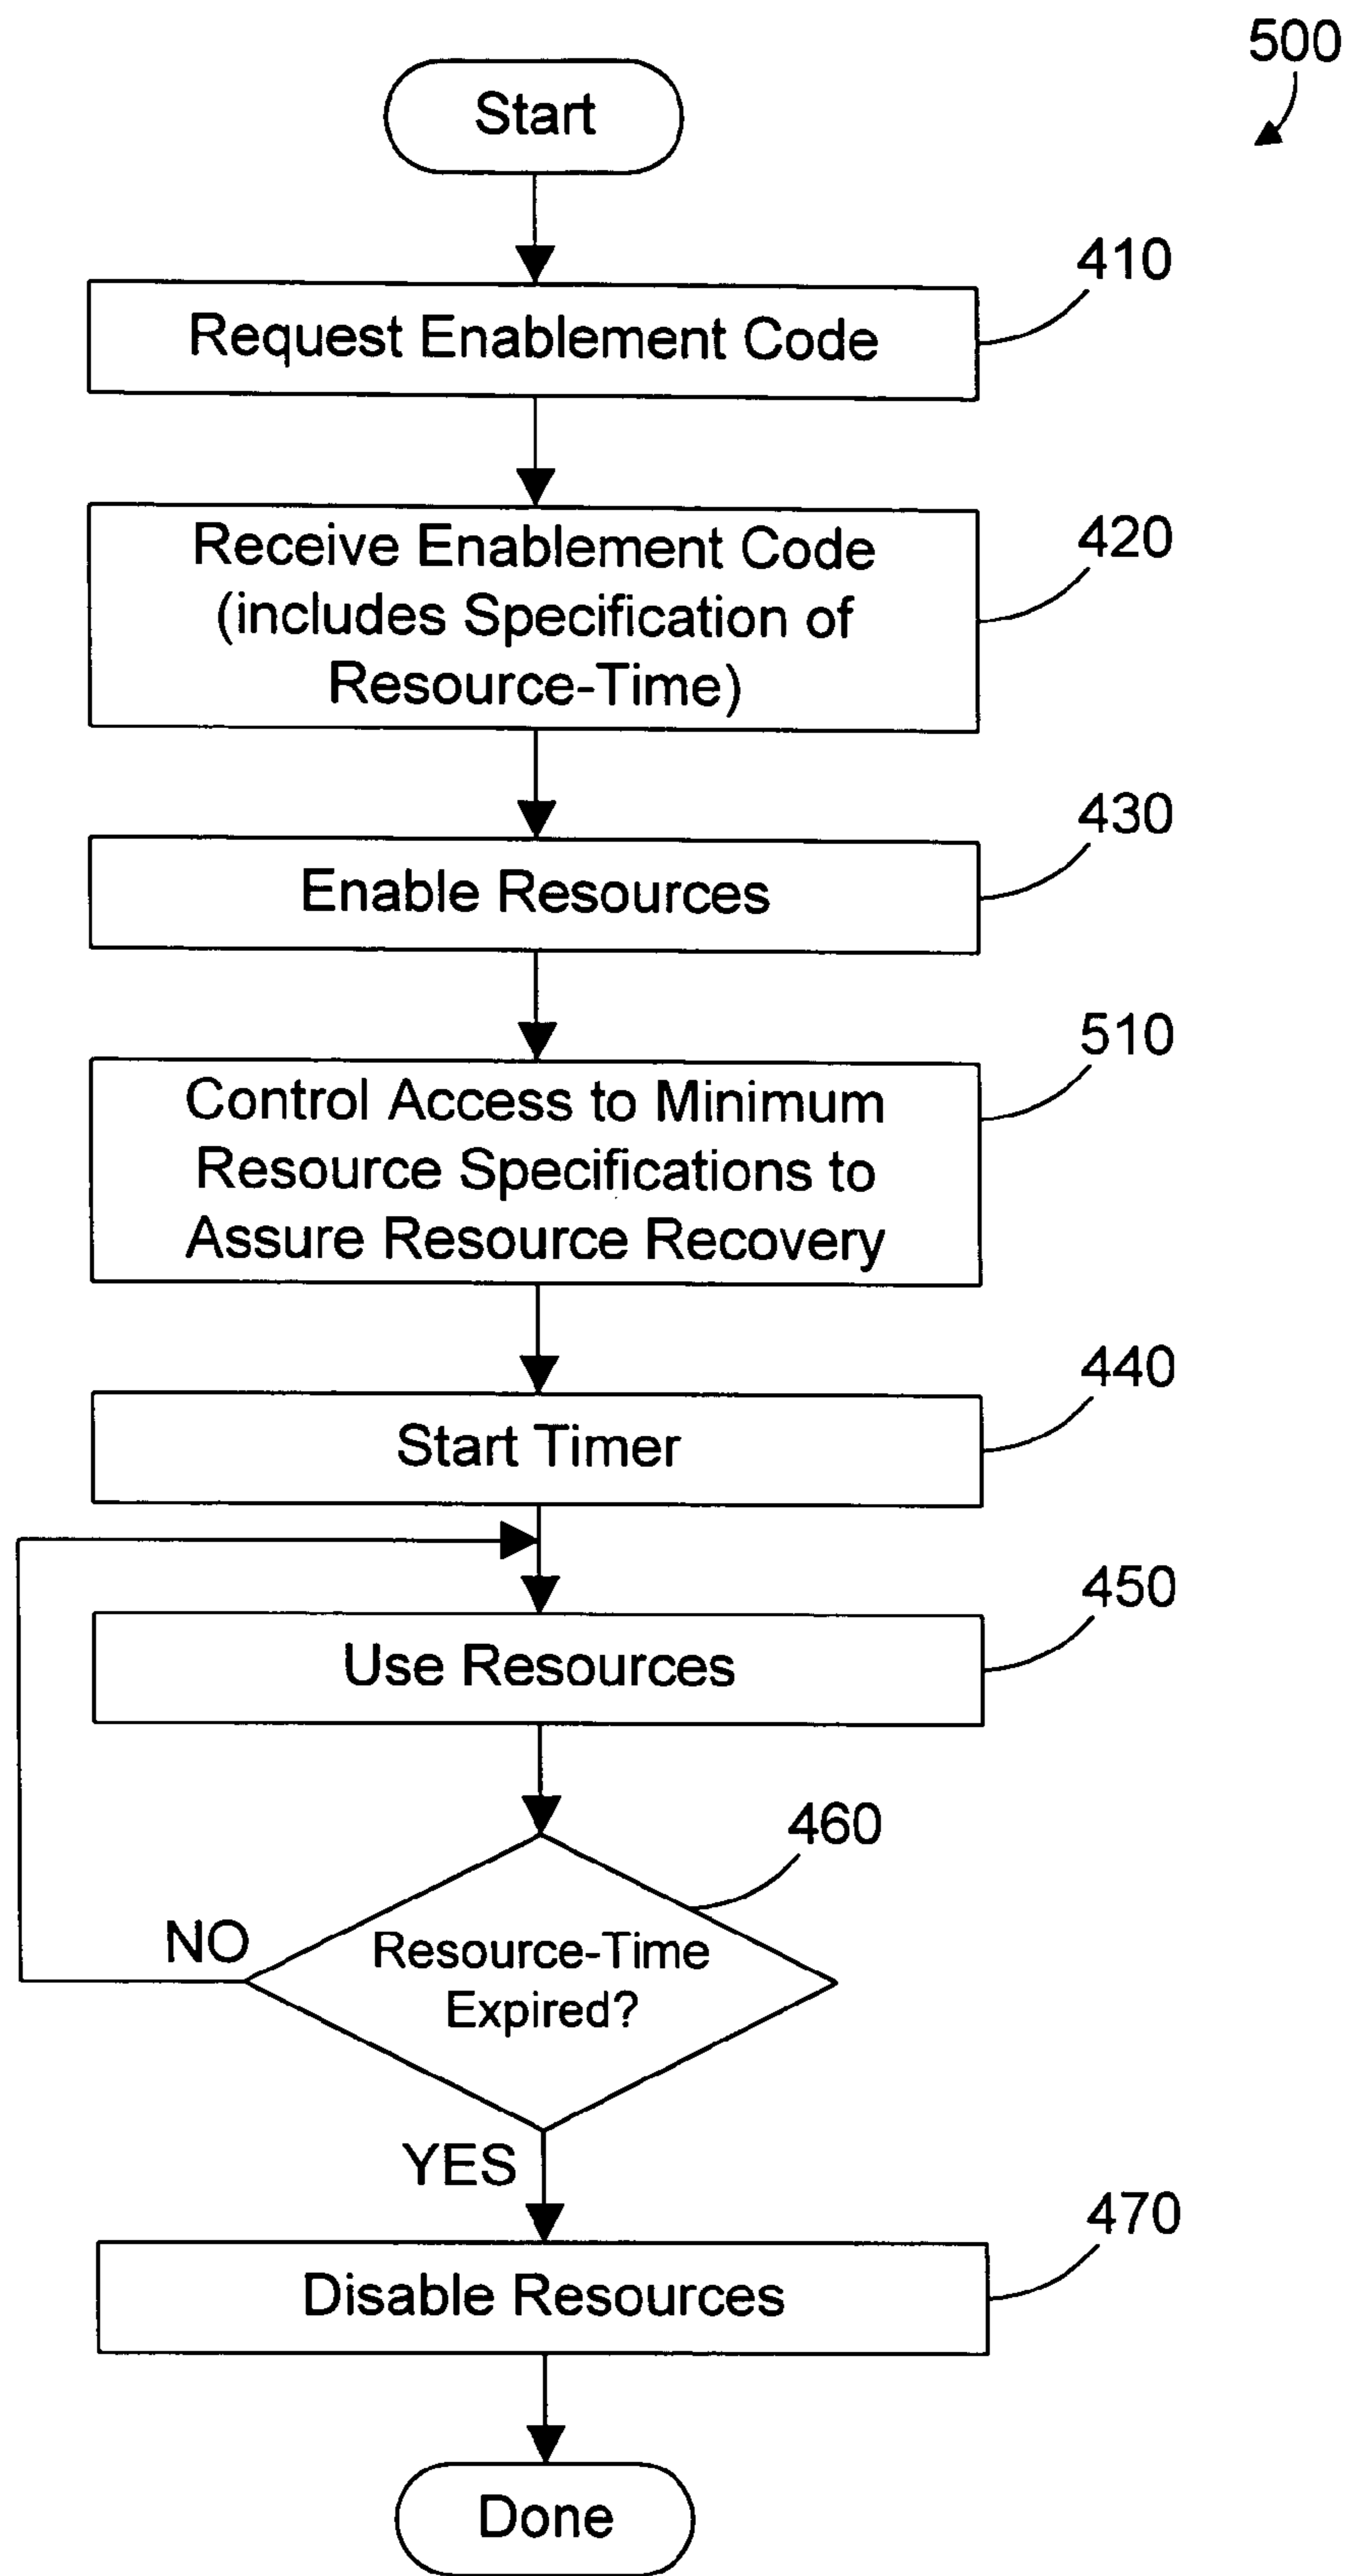 500
Start
410
Request Enablement Code
420
Receive Enablement Code
(includes Specification of
Resource-Time)
430
Enable Resources
510
Control Access to Minimum
Resource Specifications to
Assure Resource Recovery
440
Start Timer
450
Use Resources
460
NO
Resource-Time
Expired?
YES
470
Disable Resources
Done